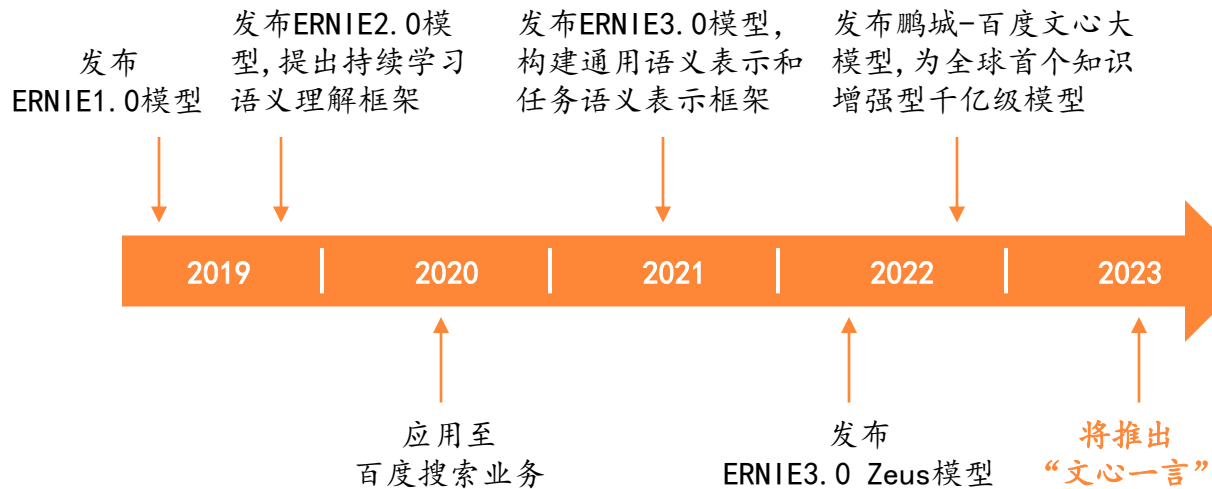 发布
ERNIE1.0模型
发布ERNIE2.0模
型,提出持续学习
语义理解框架
发布ERNIE3.0模型,
构建通用语义表示和
任务语义表示框架
发布鹏城-百度文心大
模型,为全球首个知识
增强型千亿级模型
2019
2020
2021
2022
2023
应用至
百度搜索业务
发布
ERNIE3.0 Zeus模型
将推出
“文心一言”